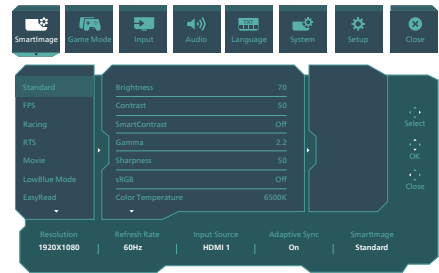 SmartImage
Game Mode
Input
Audio
TXT
Language
System
Setup
Close
Standard
FPS
Racing
RTS
Movie
LowBlue Mode
EasyRead
Brightness 70
Contrast 50
SmartContrast Off
Gamma 2.2
Sharpness 50
sRGB Off
Color Temperature 6500K
Select
OK
Close
Resolution Refresh Rate Input Source Adaptive Sync SmartImage
1920X1080 60Hz HDMI 1 On Standard